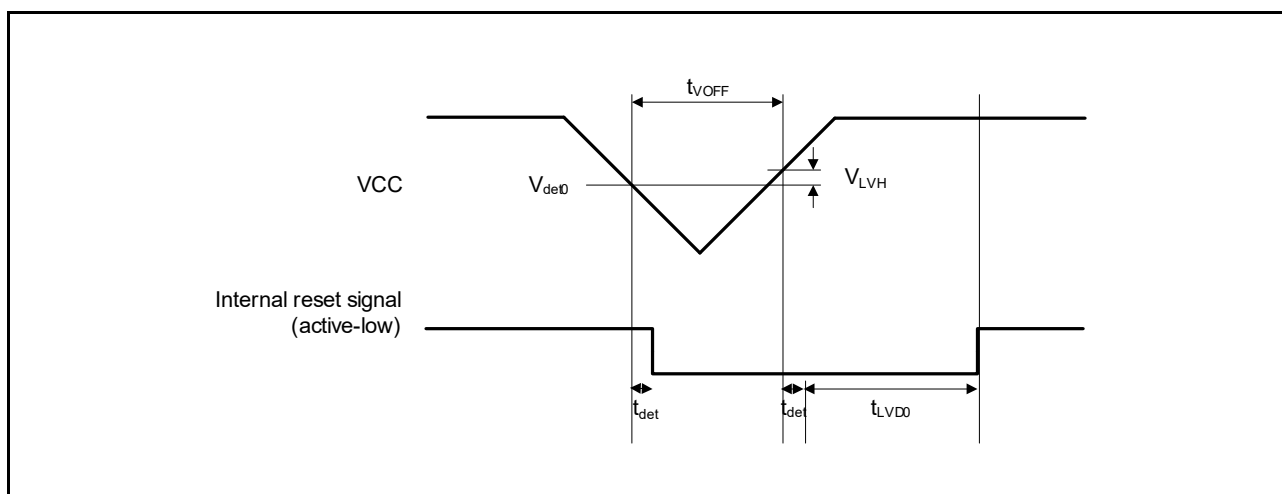 tVOFF
VCC
Vdet0
VLVH
Internal reset signal
(active-low)
tdet
tdet
tLVD0